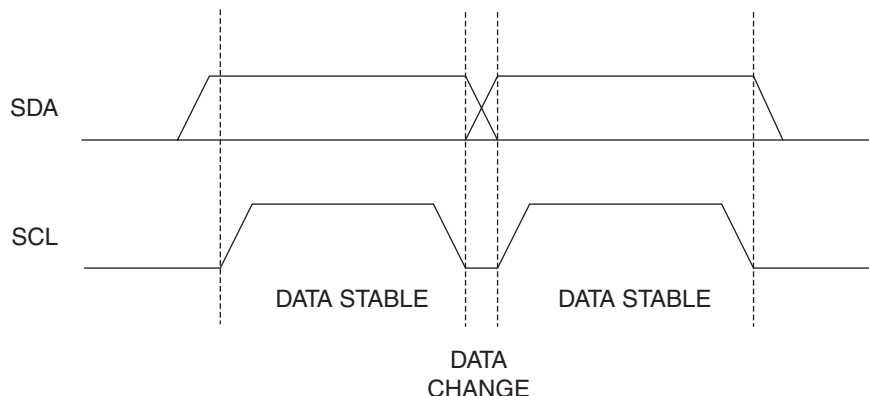 SDA
SCL
DATA STABLE
DATA STABLE
DATA
CHANGE